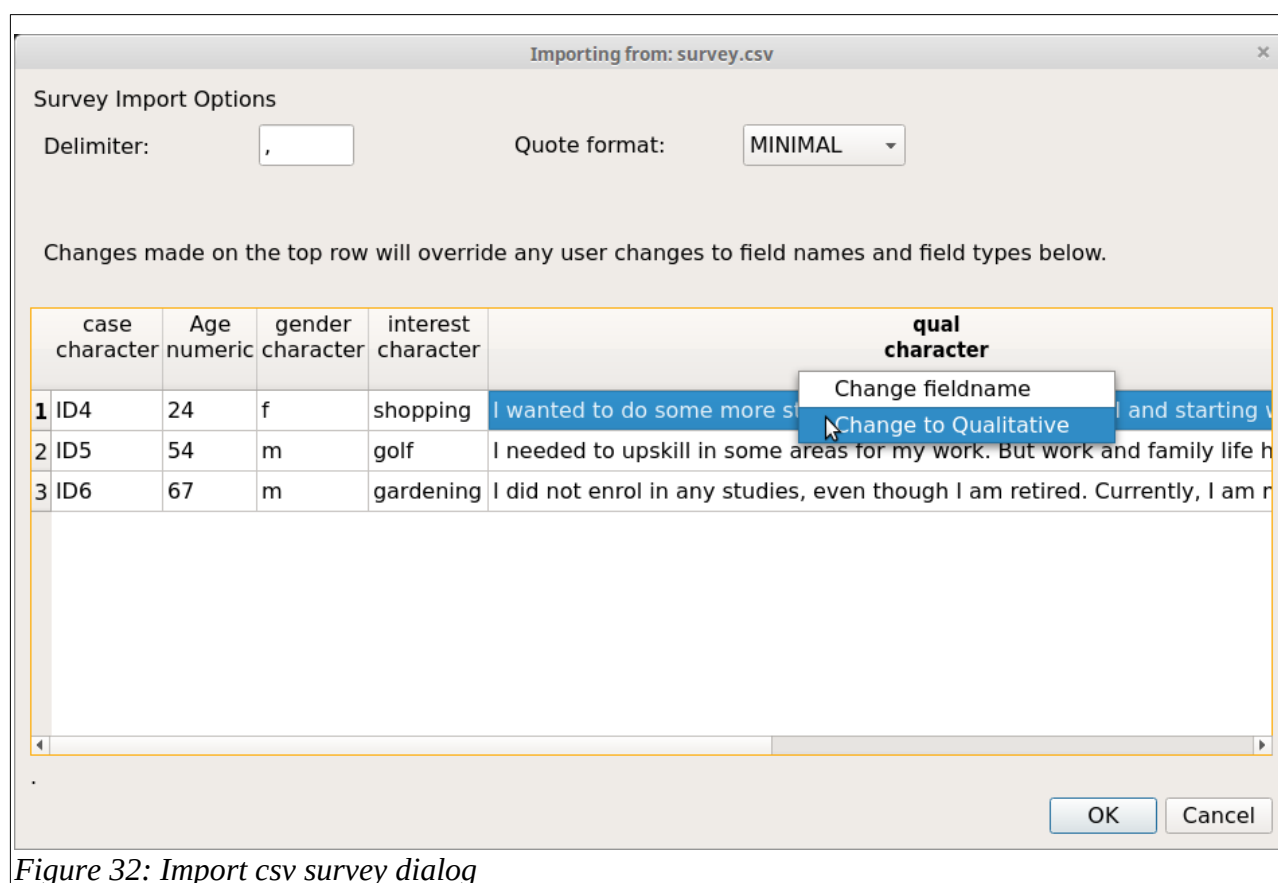 Importing from: survey.csv ×
Survey Import Options
Delimiter: , Quote format: MINIMAL
Changes made on the top row will override any user changes to field names and field types below.
case Age gender interest qual
character numeric character character character
Change fieldname
1 ID4 24 f shopping I wanted to do some more and starting
Change to Qualitative
2 ID5 54 m golf I needed to upskill in some areas for my work. But work and family life
3 ID6 67 m gardening I did not enrol in any studies, even though I am retired. Currently, I am
.
OK Cancel
Figure 32: Import csv survey dialog